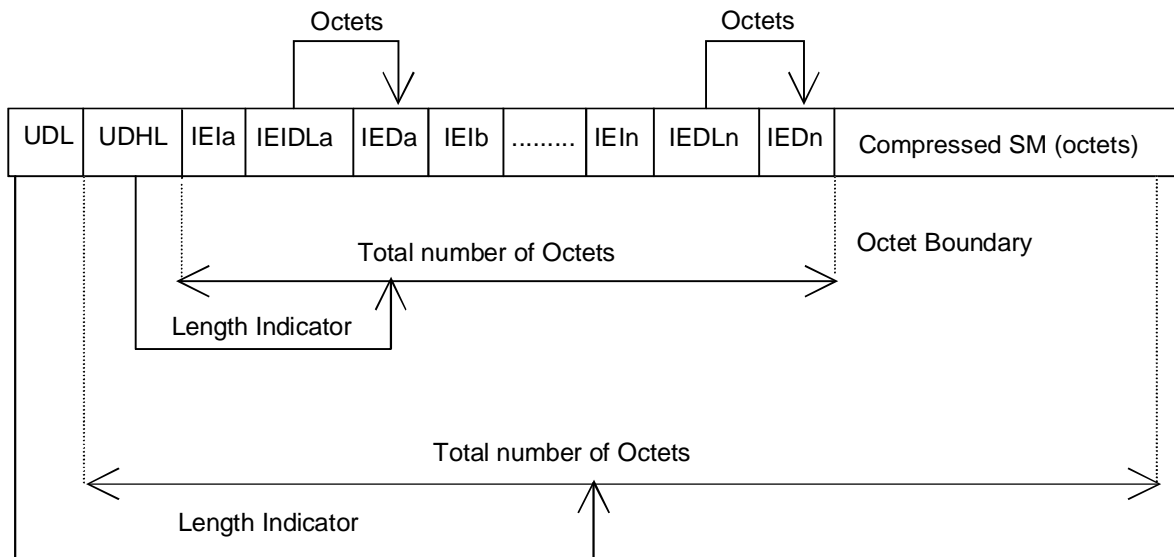 Octets Octets
UDL UDHL IEIa IEIDLa IEDa IEIb ......... IEIn IEDLn IEDn Compressed SM (octets)
Total number of Octets Octet Boundary
Length Indicator
Total number of Octets
Length Indicator